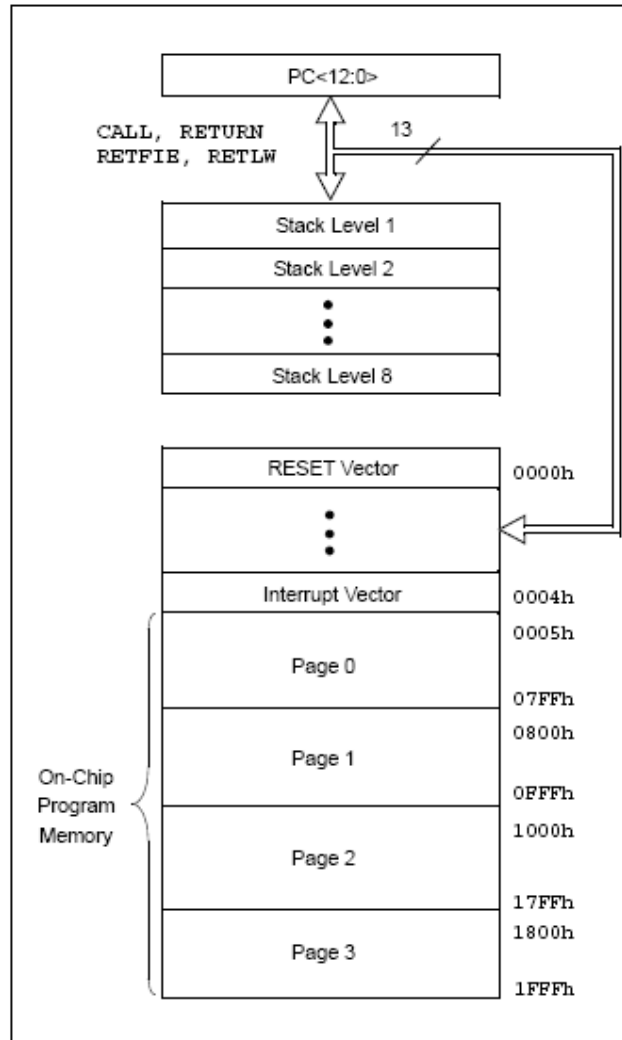 PC<12:0>
CALL, RETURN
RETFIE, RETLW
13
Stack Level 1
Stack Level 2
Stack Level 8
RESET Vector
0000h
Interrupt Vector
0004h
0005h
Page 0
07FFh
0800h
Page 1
0FFFh
On-Chip
Program
Memory
1000h
Page 2
17FFh
1800h
Page 3
1FFFh